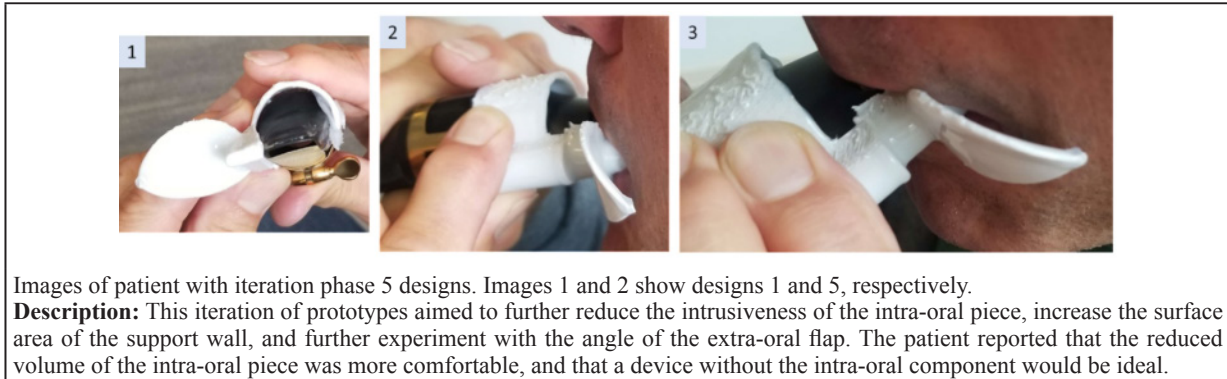 1
2
3
Images of patient with iteration phase 5 designs. Images 1 and 2 show designs 1 and 5, respectively.
Description: This iteration of prototypes aimed to further reduce the intrusiveness of the intra-oral piece, increase the surface
area of the support wall, and further experiment with the angle of the extra-oral flap. The patient reported that the reduced
volume of the intra-oral piece was more comfortable, and that a device without the intra-oral component would be ideal.